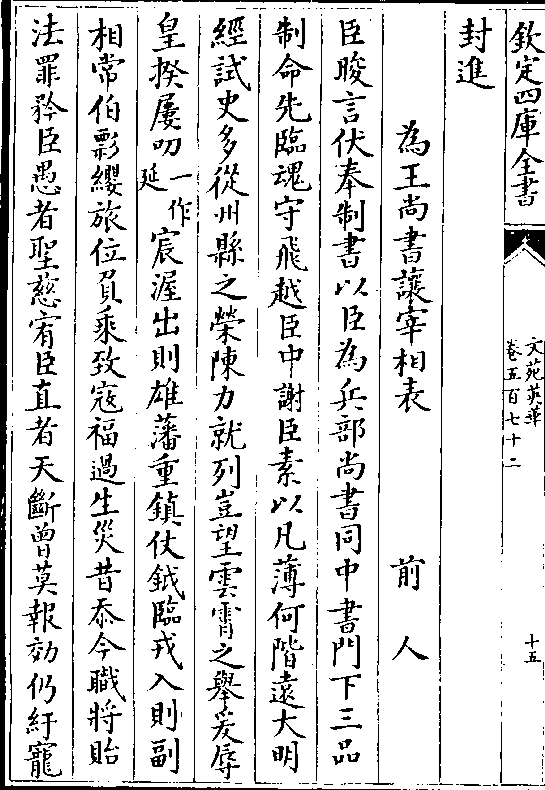 封進
為王尚書讓宰相表　前人
臣晙言伏奉制書以臣為兵部尚書同中書門下三品
制命先臨魂守飛越臣中謝臣素以凡薄何階遠大明
經試史多從州縣之榮陳力就列豈望雲霄之舉爰辱
皇揆屢叨一作延宸渥出則雄藩重鎮仗鉞臨戎入則副
相常伯影纓旅位負乘致寇福過生災昔忝今職將貽
法罪矜臣愚者聖慈宥臣直者天斷曾莫報効仍紆寵
欽定四庫全書
文苑英華
卷五百七十二
十五